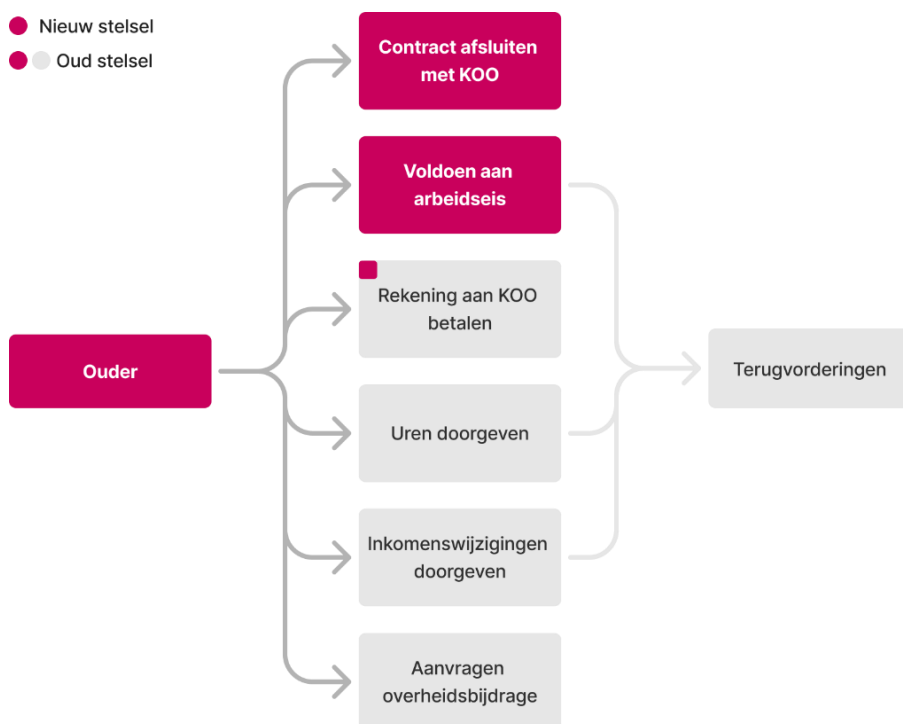 Nieuw stelsel
Oud stelsel
Contract afsluiten
met KOO
Voldoen aan
arbeidseis
Rekening aan KOO
betalen
Ouder
Terugvorderingen
Uren doorgeven
Inkomenswijzigingen
doorgeven
Aanvragen
overheidsbijdrage